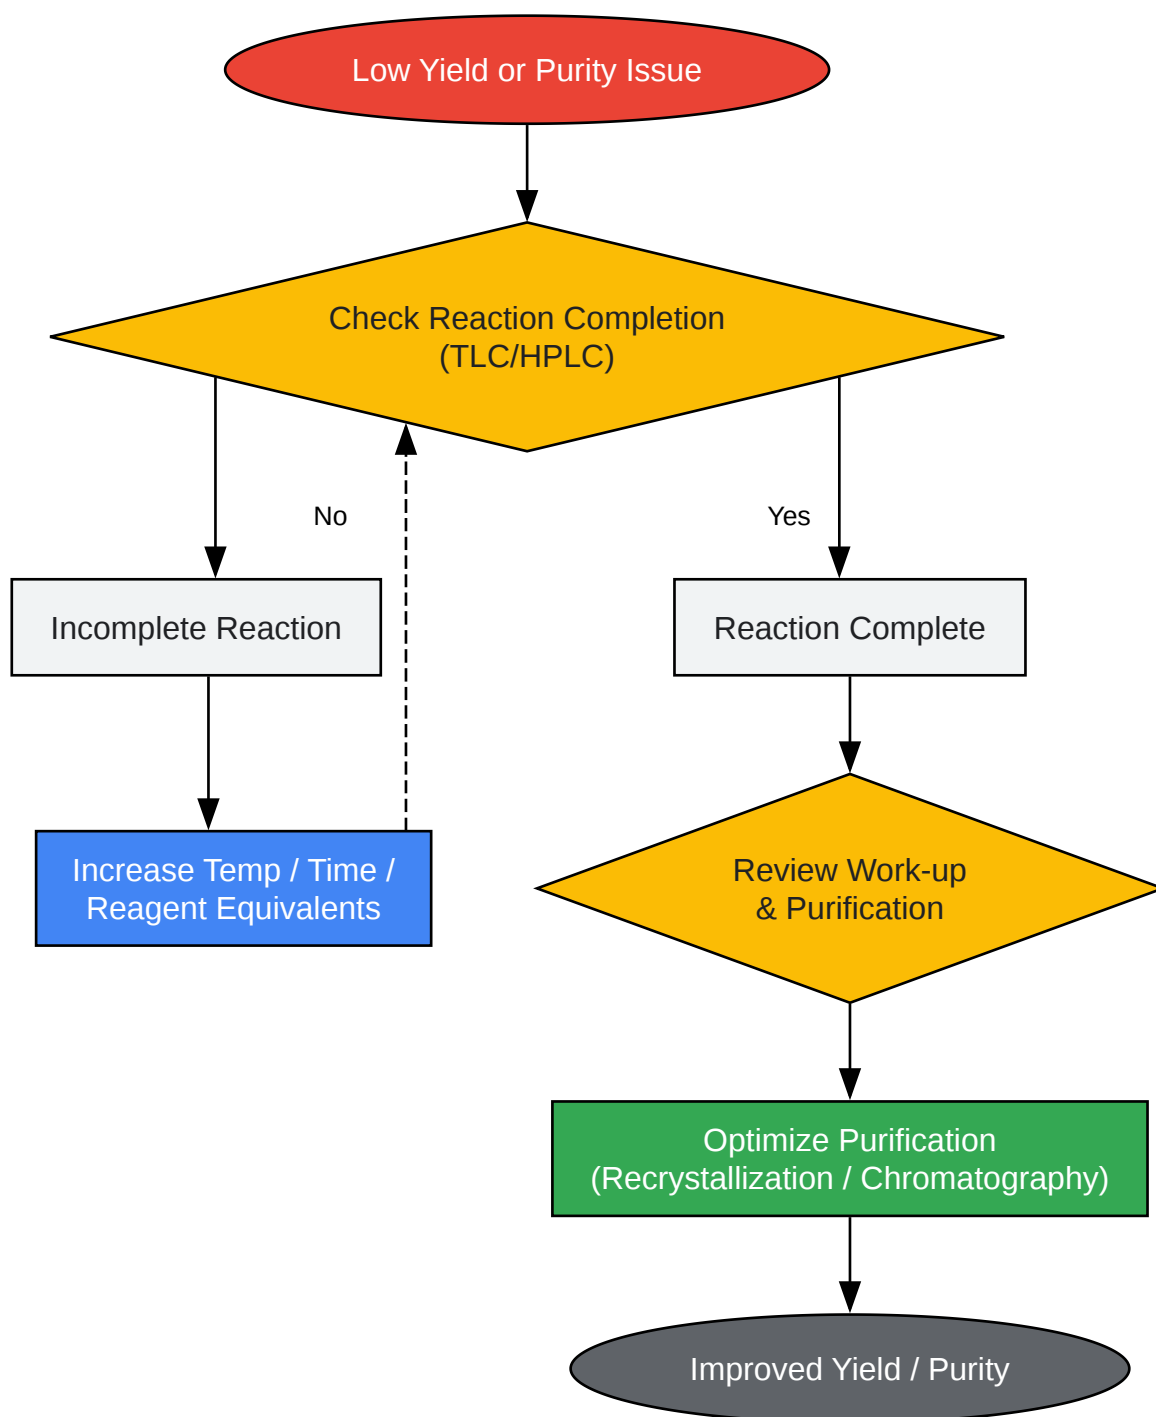 Low Yield or Purity Issue
Check Reaction Completion
(TLC/HPLC)
No
Yes
Incomplete Reaction
Reaction Complete
Increase Temp / Time /
Reagent Equivalents
Review Work-up
& Purification
Optimize Purification
(Recrystallization / Chromatography)
Improved Yield / Purity